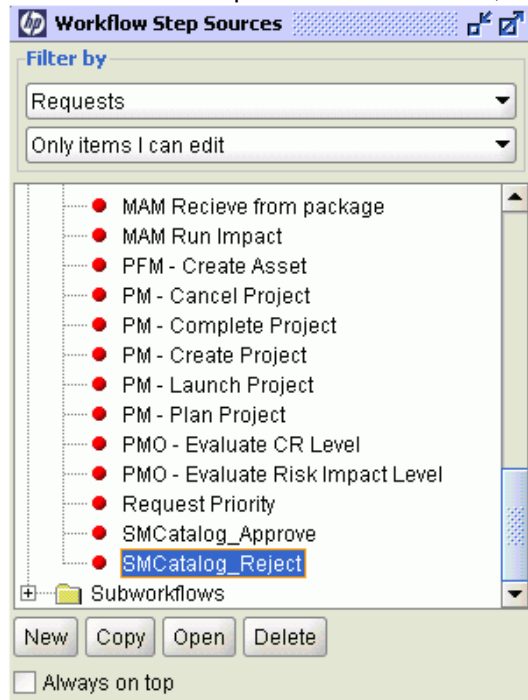 hp Workflow Step Sources
Filter by
Requests
Only items I can edit
MAM Recieve from package
MAM Run Impact
PFM - Create Asset
PM - Cancel Project
PM - Complete Project
PM - Create Project
PM - Launch Project
PM - Plan Project
PMO - Evaluate CR Level
PMO - Evaluate Risk Impact Level
Request Priority
SMCatalog_Approve
SMCatalog_Reject
Subworkflows
New Copy Open Delete
Always on top